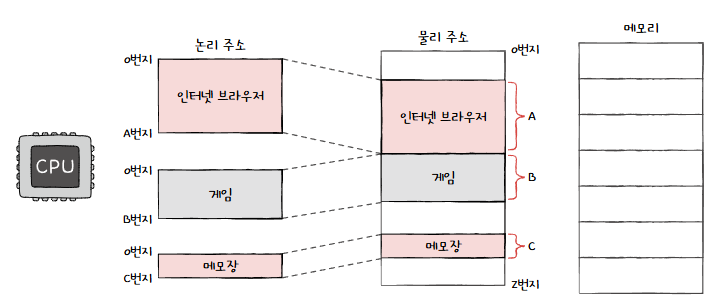 CPU
논리 주소
0번지
인터넷 브라우저
A번지
0번지
게임
B번지
0번지
메모장
C번지
물리 주소
0번지
인터넷 브라우저
A
게임
B
메모장
C
Z번지
메모리